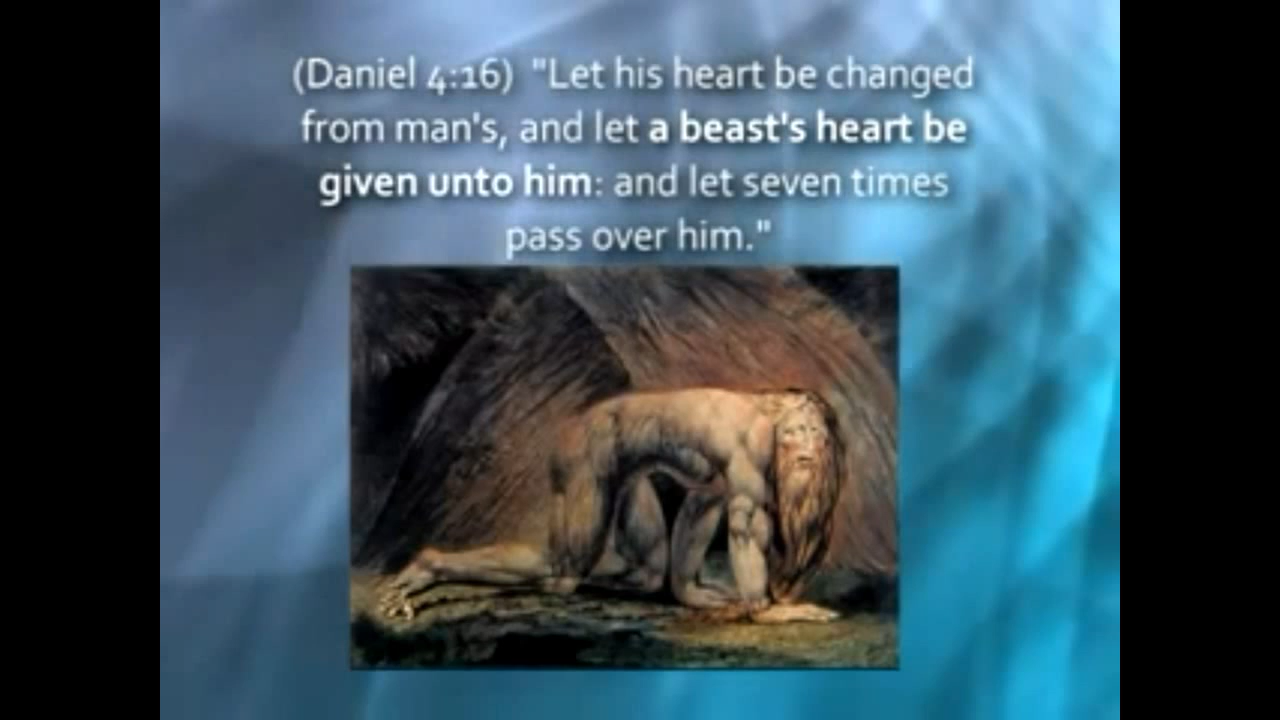 (Daniel 4:16)  "Let his heart be changed
from man's, and let a beast's heart be
given unto him: and let seven times
pass over him."